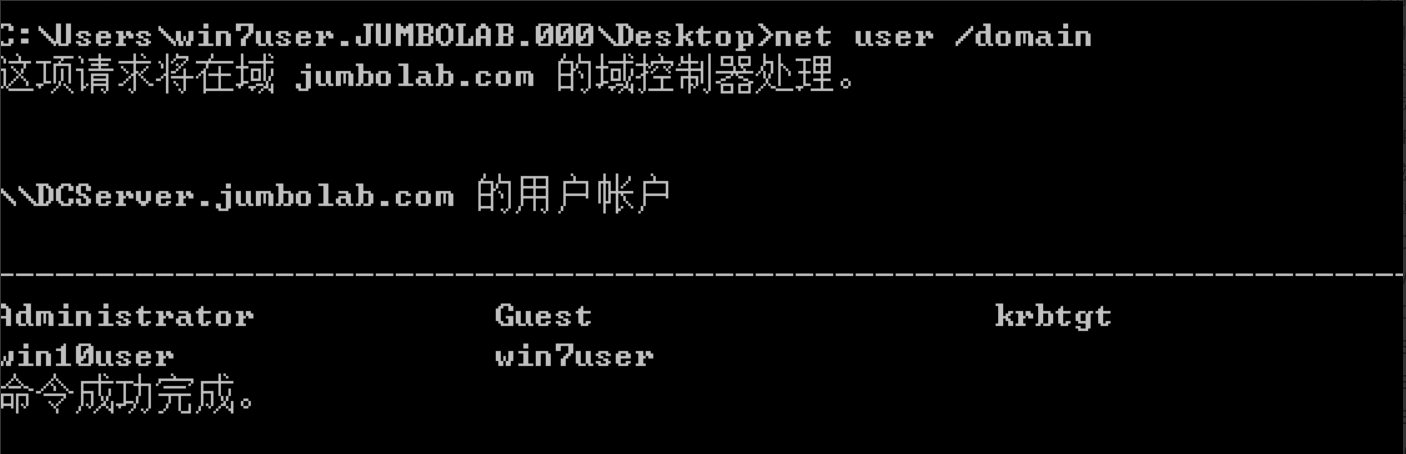 C:\Users\win7user.JUMBOLAB.000\Desktop>net user /domain
这项请求将在域 jumbolab.com 的域控制器处理。
\\DCServer.jumbolab.com 的用户帐户
-------------------------------------------------------------------------------
Administrator Guest krbtgt
win10user win7user
命令成功完成。